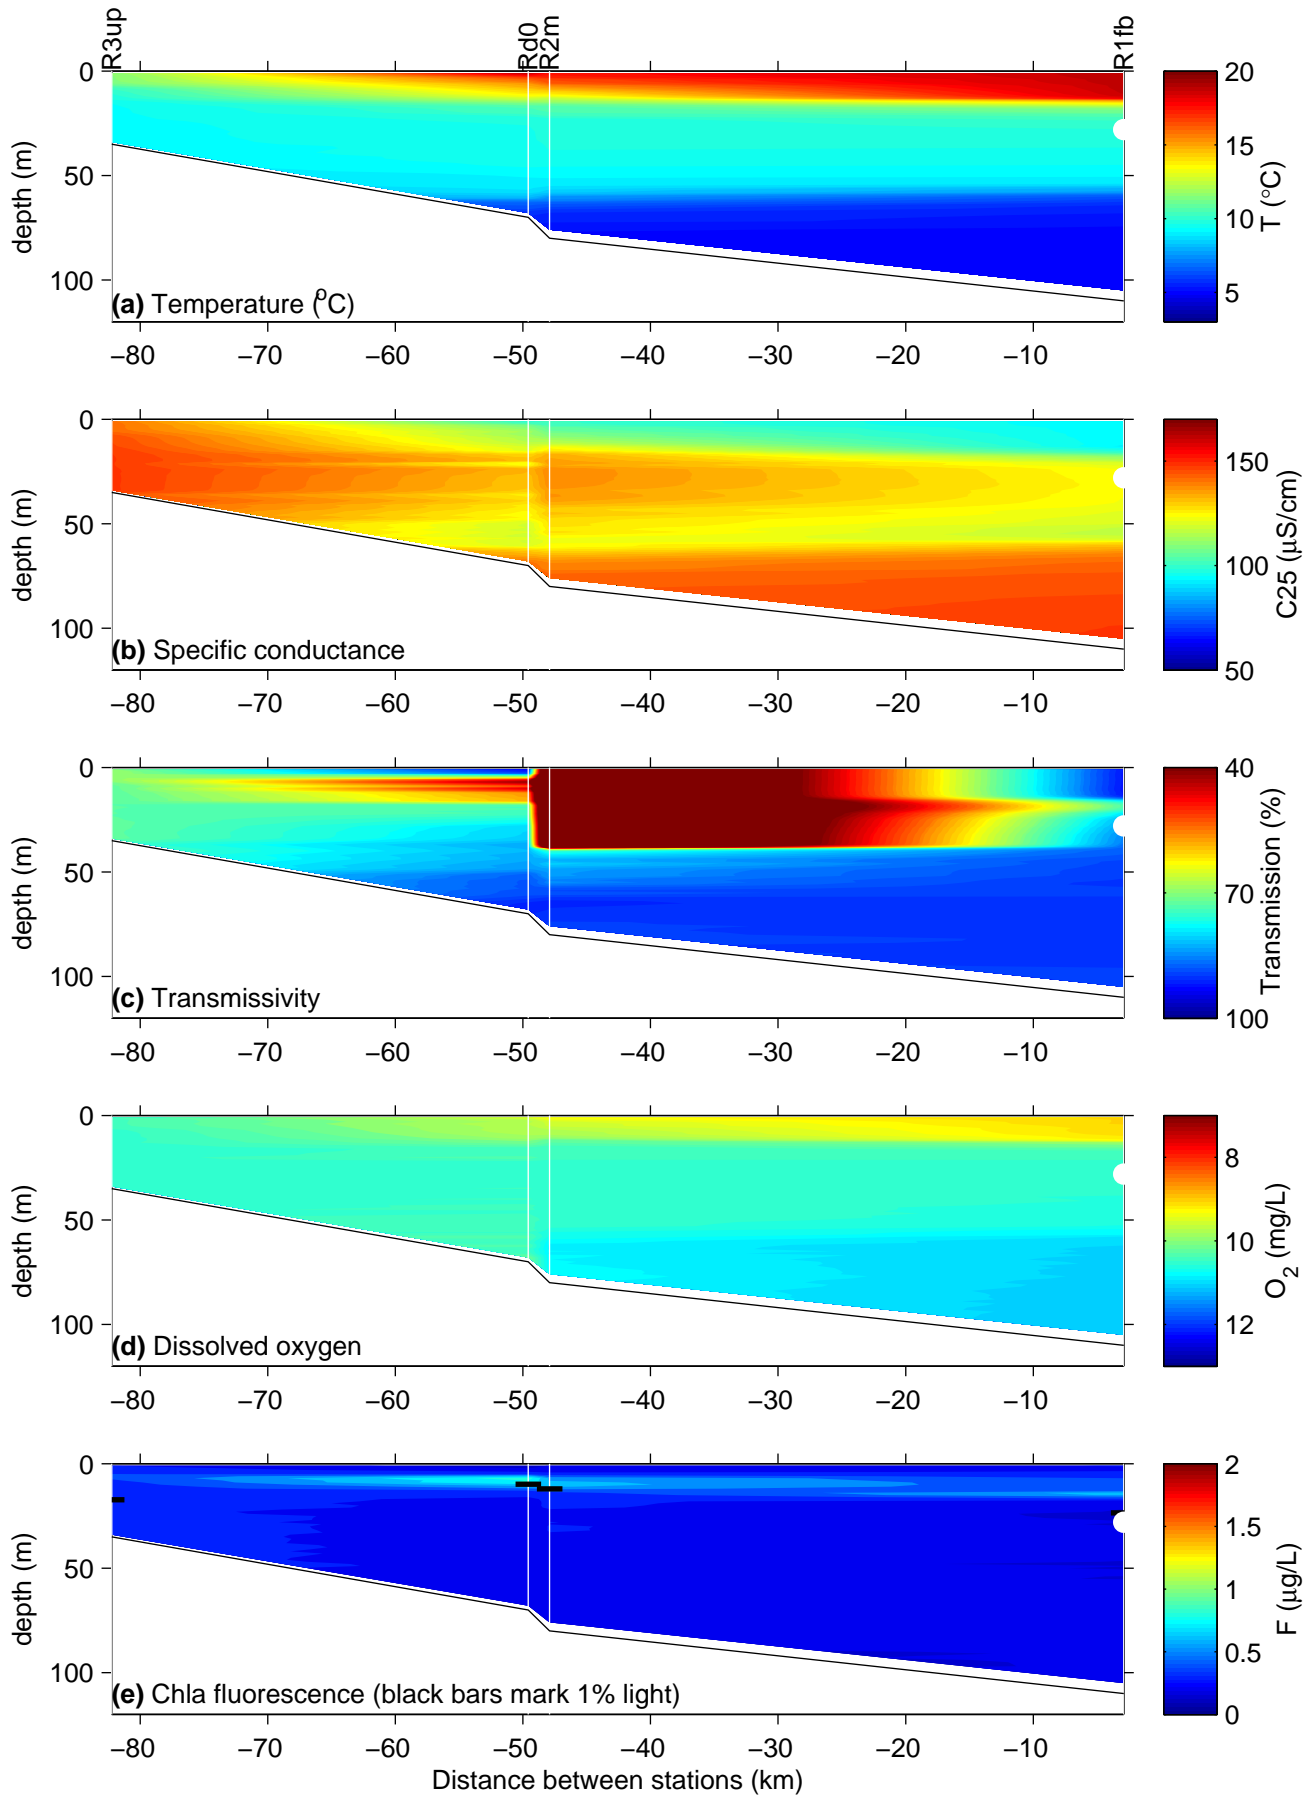 R3up Rd0 R2m R1fb
0
50
100
depth (m)
(a) Temperature (°C)
−80 −70 −60 −50 −40 −30 −20 −10
20
15
10
5
T (°C)
0
50
100
depth (m)
(b) Specific conductance
−80 −70 −60 −50 −40 −30 −20 −10
150
100
50
C25 (µS/cm)
0
50
100
depth (m)
(c) Transmissivity
−80 −70 −60 −50 −40 −30 −20 −10
40
70
100
Transmission (%)
0
50
100
depth (m)
(d) Dissolved oxygen
−80 −70 −60 −50 −40 −30 −20 −10
8
10
12
O2 (mg/L)
0
50
100
depth (m)
(e) Chla fluorescence (black bars mark 1% light)
−80 −70 −60 −50 −40 −30 −20 −10
2
1.5
1
0.5
0
F (µg/L)
Distance between stations (km)